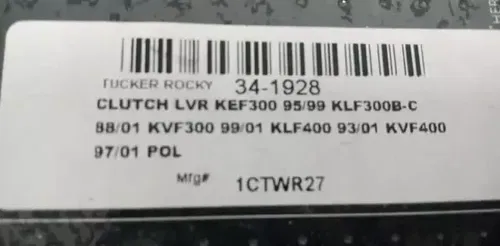 TUCKER ROCKY 34-1928
CLUTCH LVR KEF300 95/99 KLF300B-C
88/01 KVF300 99/01 KLF400 93/01 KVF400
97/01 POL
Mfg# 1CTWR27